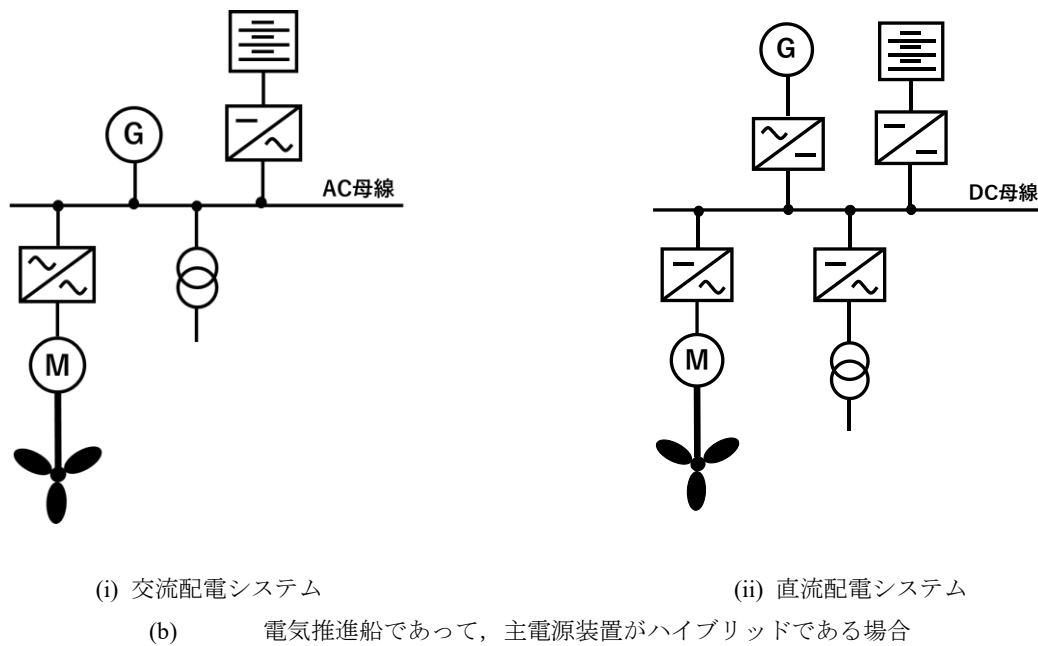 G
G
AC母線
DC母線
M
M
(i) 交流配電システム
(ii) 直流配電システム
(b) 電気推進船であって，主電源装置がハイブリッドである場合